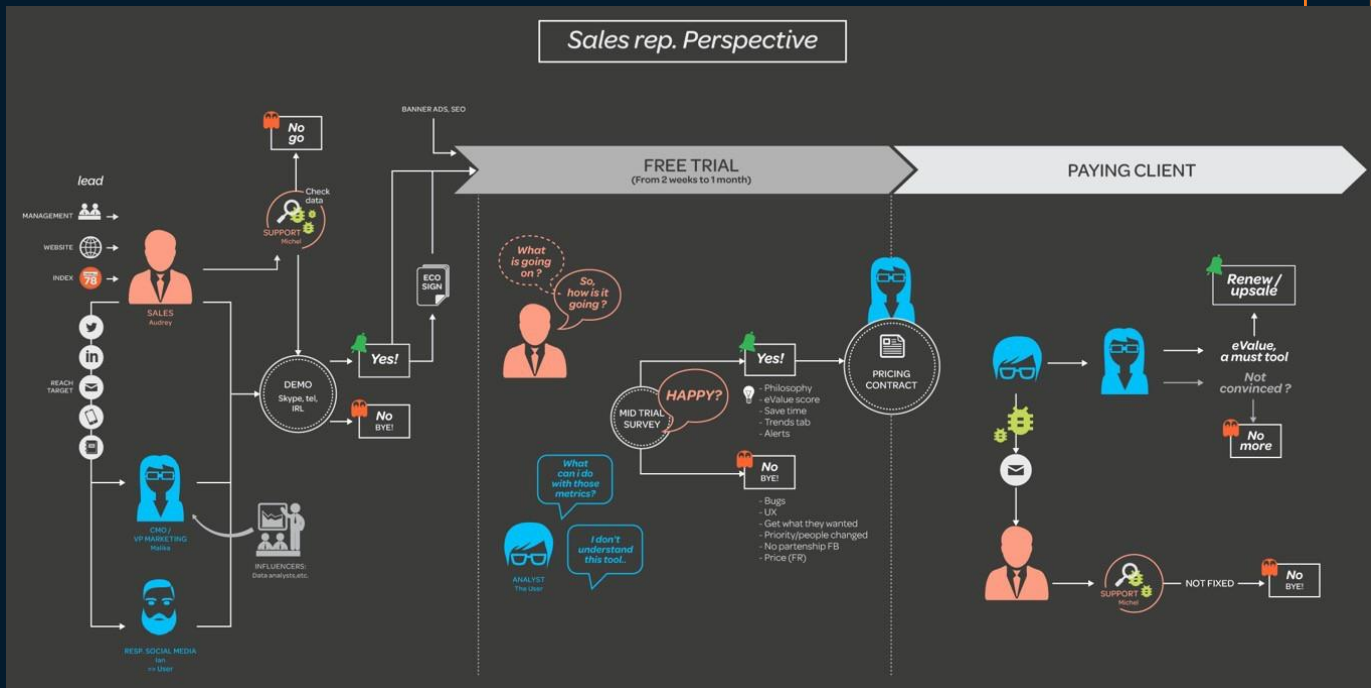 Sales rep. Perspective
BANNER ADS, SEO
No
go
lead
Check
data
SUPPORT
Michel
MANAGEMENT
WEBSITE
INDEX
78
SALES
Audrey
REACH
TARGET
in
ECO
SIGN
DEMO
Skype, tel,
IRL
Yes!
No
BYE!
CMO /
VP MARKETING
Malika
INFLUENCERS:
Data analysts,etc.
RESP. SOCIAL MEDIA
Ian
== User
FREE TRIAL
(From 2 weeks to 1 month)
What
is going
on ?
So,
how is it
going ?
MID TRIAL
SURVEY
HAPPY?
Yes!
- Philosophy
- eValue score
- Save time
- Trends tab
- Alerts
No
BYE!
- Bugs
- UX
- Get what they wanted
- Priority/people changed
- No partenship FB
- Price (FR)
What
can i do
with those
metrics?
I don't
understand
this tool..
ANALYST
The User
PRICING
CONTRACT
PAYING CLIENT
Renew /
upsale
eValue,
a must tool
Not
convinced ?
No
more
SUPPORT
Michel
NOT FIXED
No
BYE!